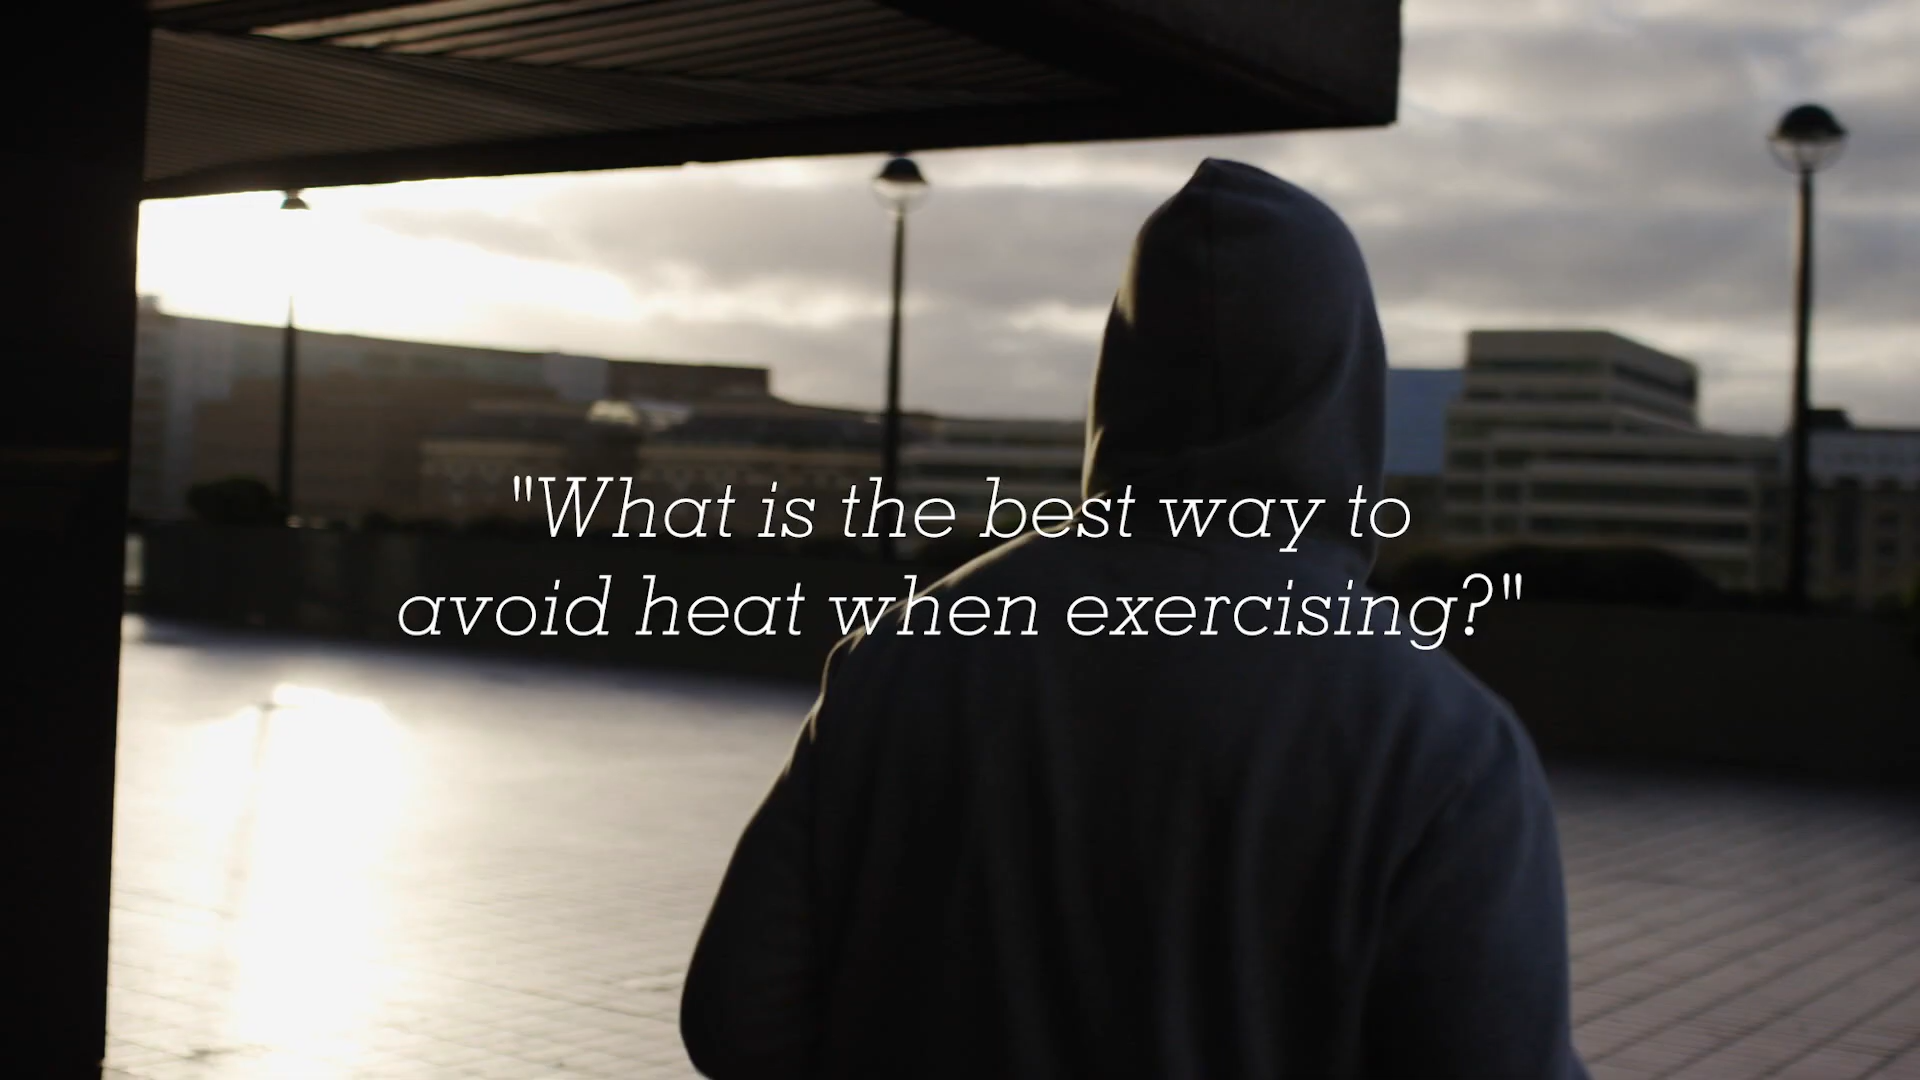 "What is the best way to
avoid heat when exercising?"